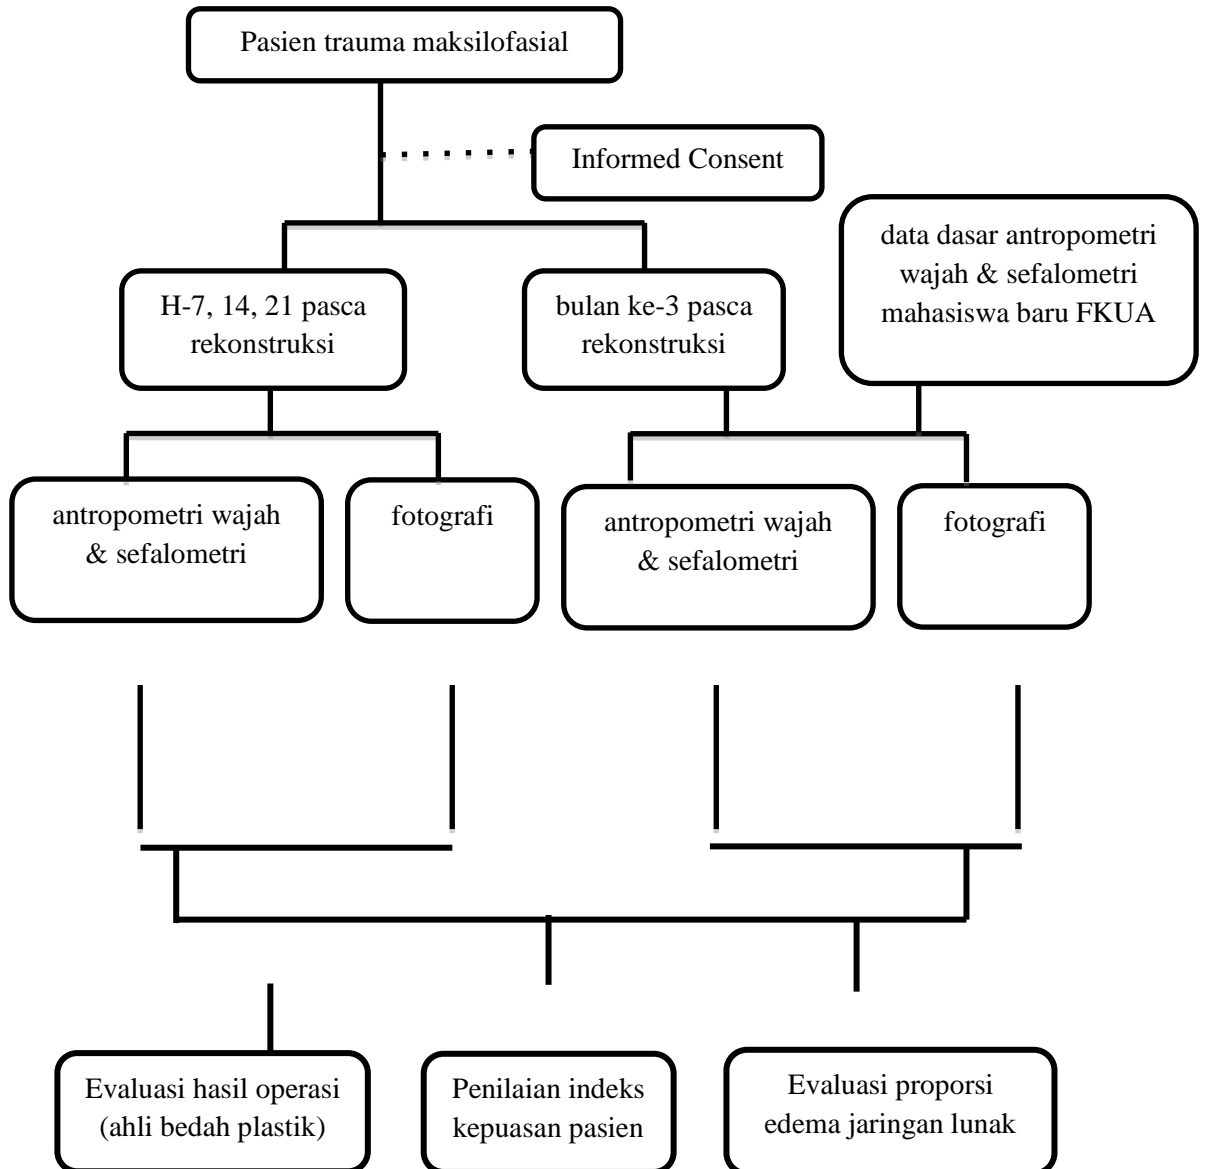 Pasien trauma maksilofasial
Informed Consent
data dasar antropometri
wajah & sefalometri
mahasiswa baru FKUA
H-7, 14, 21 pasca
rekonstruksi
bulan ke-3 pasca
rekonstruksi
antropometri wajah
& sefalometri
fotografi
antropometri wajah
& sefalometri
fotografi
Evaluasi hasil operasi
(ahli bedah plastik)
Penilaian indeks
kepuasan pasien
Evaluasi proporsi
edema jaringan lunak